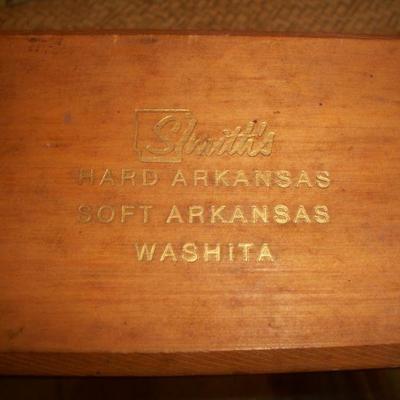 Smith's
HARD ARKANSAS
SOFT ARKANSAS
WASHITA